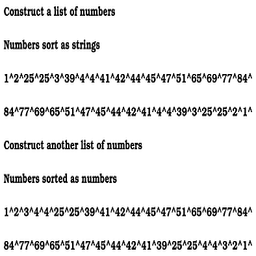 Construct a list of numbers
Numbers sort as strings
1^2^25^25^3^39^4^4^41^42^44^45^47^51^65^69^77^84^
84^77^69^65^51^47^45^44^42^41^4^4^39^3^25^25^2^1^
Construct another list of numbers
Numbers sorted as numbers
1^2^3^4^4^25^25^39^41^42^44^45^47^51^65^69^77^84^
84^77^69^65^51^47^45^44^42^41^39^25^25^4^4^3^2^1^